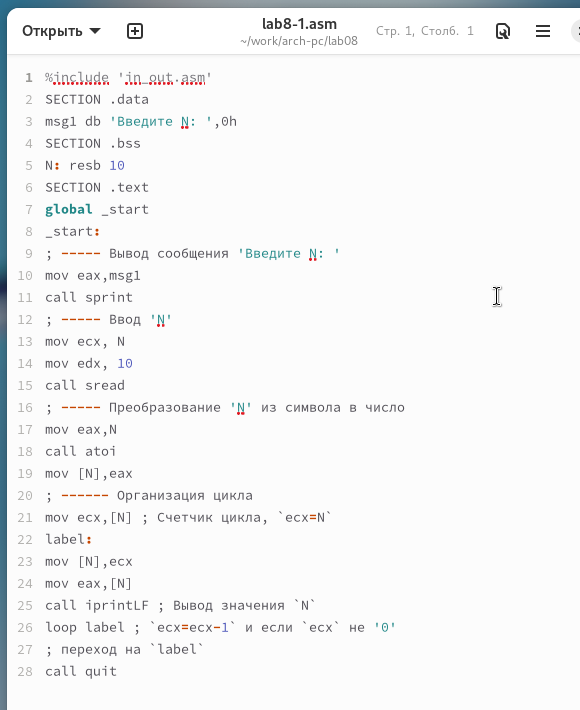 Открыть
lab8-1.asm
~/work/arch-pc/lab08
Стр. 1, Столб. 1
1 %include 'in_out.asm'
2 SECTION .data
3 msg1 db 'Введите N: ',0h
4 SECTION .bss
5 N: resb 10
6 SECTION .text
7 global _start
8 _start:
9 ; ----- Вывод сообщения 'Введите N: '
10 mov eax,msg1
11 call sprint
12 ; ----- Ввод 'N'
13 mov ecx, N
14 mov edx, 10
15 call sread
16 ; ----- Преобразование 'N' из символа в число
17 mov eax,N
18 call atoi
19 mov [N],eax
20 ; ------ Организация цикла
21 mov ecx,[N] ; Счетчик цикла, `ecx=N`
22 label:
23 mov [N],ecx
24 mov eax,[N]
25 call iprintLF ; Вывод значения `N`
26 loop label ; `ecx=ecx-1` и если `ecx` не '0'
27 ; переход на `label`
28 call quit